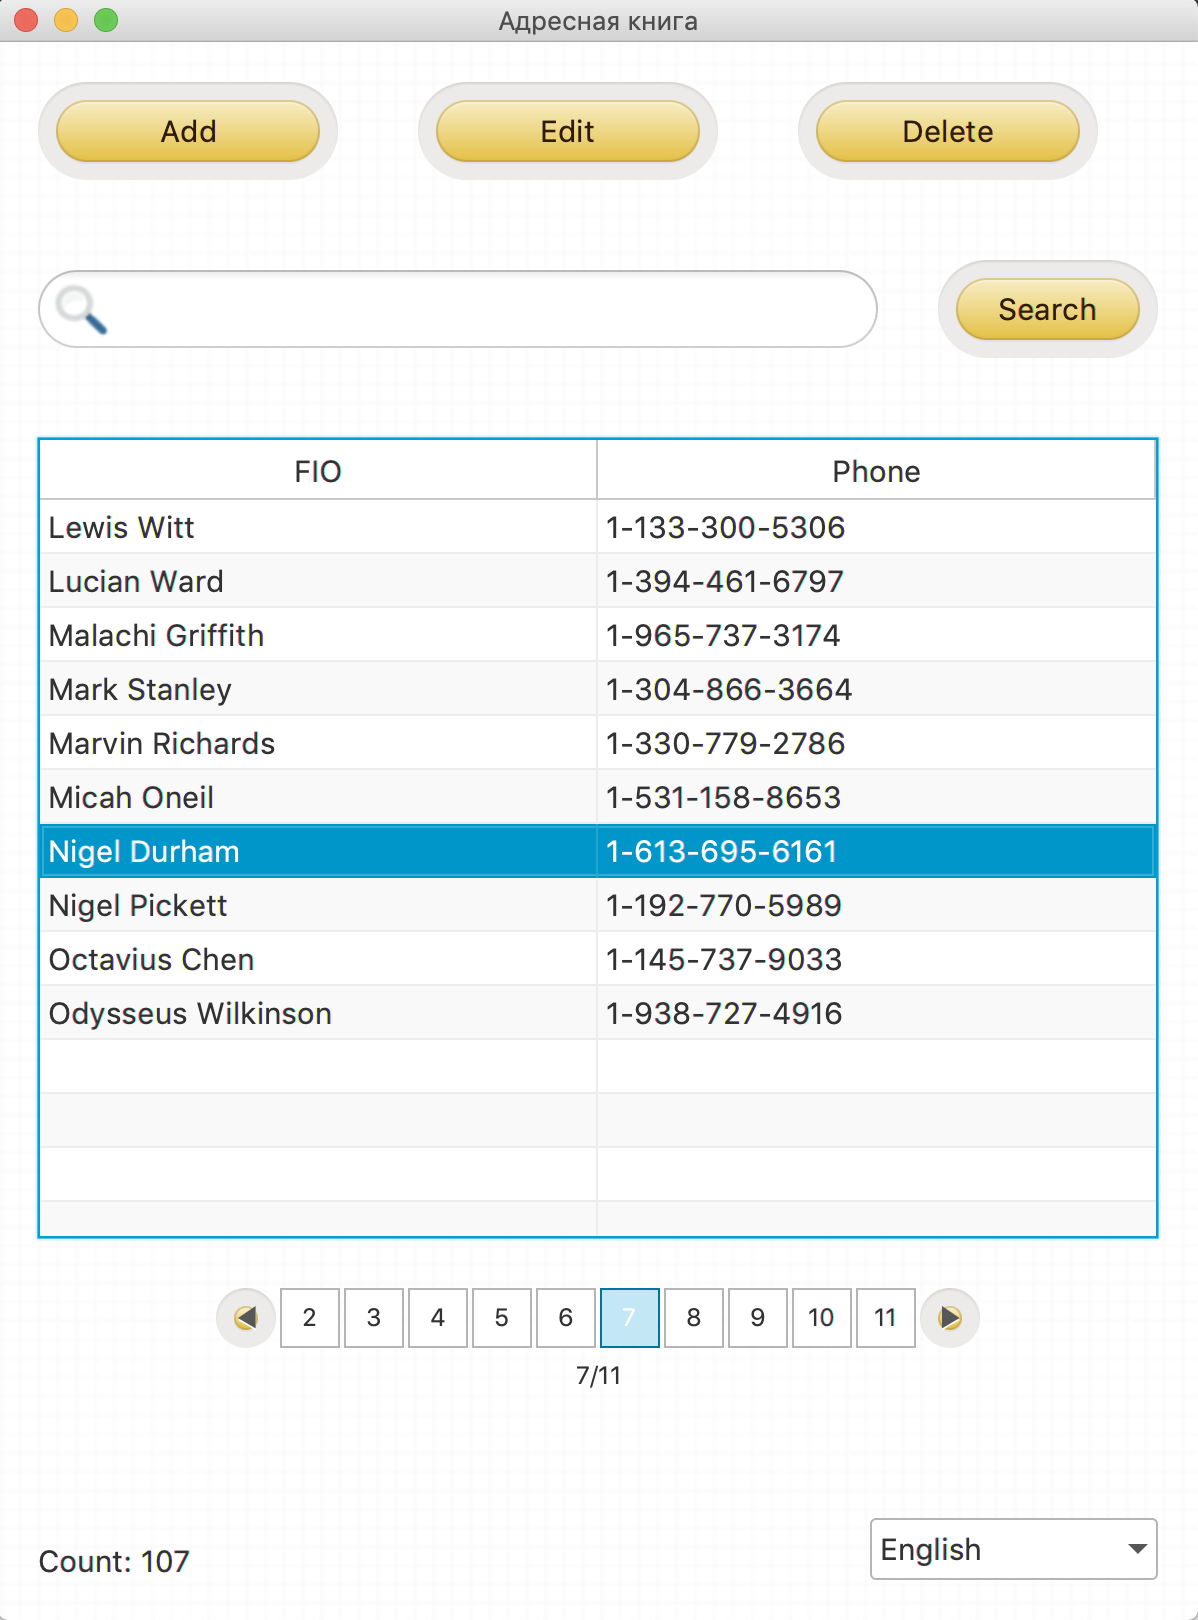 Адресная книга
Add Edit Delete
Search
FIO Phone
Lewis Witt 1-133-300-5306
Lucian Ward 1-394-461-6797
Malachi Griffith 1-965-737-3174
Mark Stanley 1-304-866-3664
Marvin Richards 1-330-779-2786
Micah Oneil 1-531-158-8653
Nigel Durham 1-613-695-6161
Nigel Pickett 1-192-770-5989
Octavius Chen 1-145-737-9033
Odysseus Wilkinson 1-938-727-4916
2 3 4 5 6 7 8 9 10 11
7/11
Count: 107 English